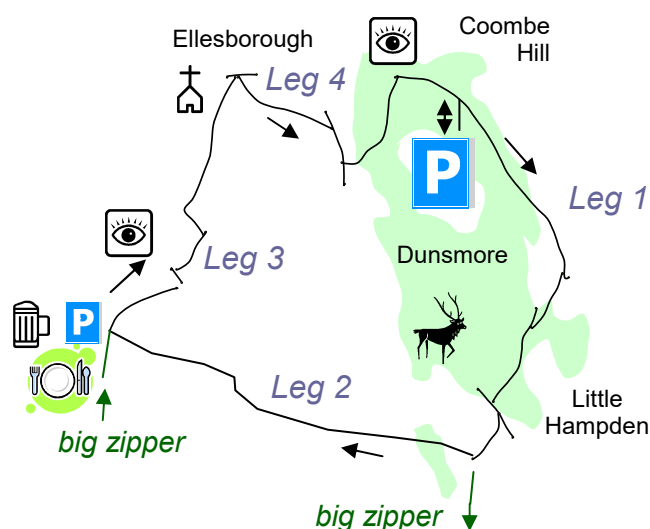 Ellesborough
Coombe
Hill
Leg 4
P
Leg 1
Dunsmore
Leg 3
P
Leg 2
Little
Hampden
big zipper
big zipper